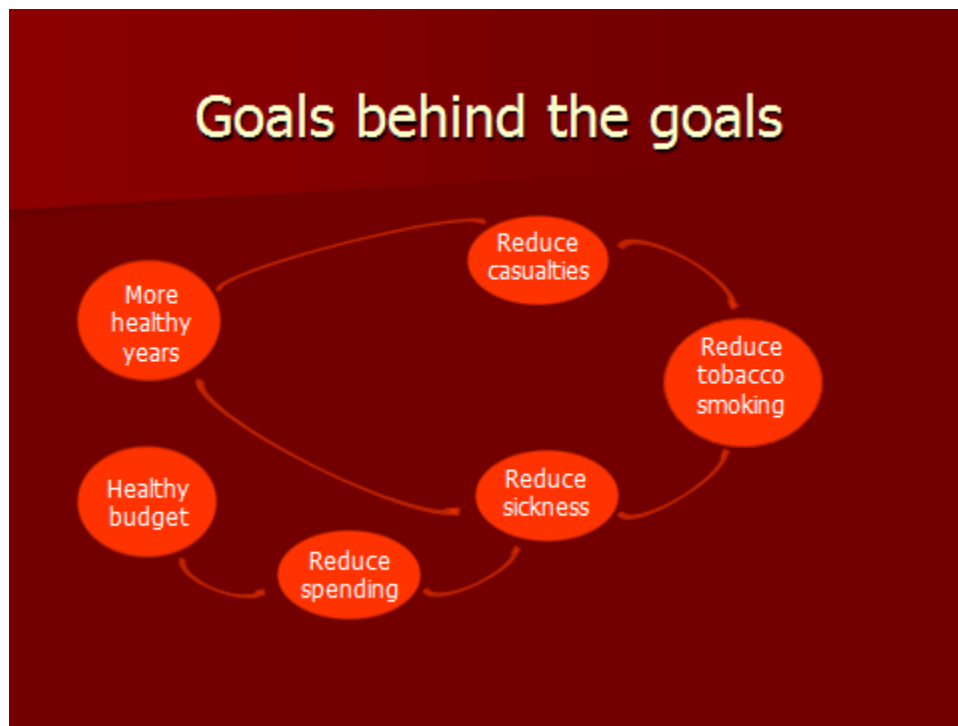 Goals behind the goals
Reduce
casualties
More
healthy
years
Reduce
tobacco
smoking
Reduce
sickness
Healthy
budget
Reduce
spending